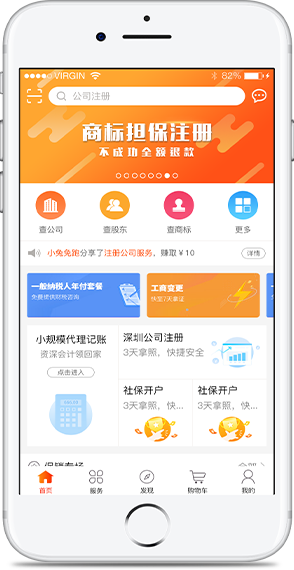 VIRGIN
82%
公司注册
商标担保注册
不成功全额退款
查公司
查股东
查商标
更多
小兔兔跑分享了注册公司服务，赚取￥10
详情
一般纳税人年付套餐
免费提供财税咨询
工商变更
快至7天拿证
小规模代理记账
资深会计领回家
点击进入
深圳公司注册
3天拿照，快捷安全
社保开户
3天拿照，快...
社保开户
3天拿照，快...
全部
首页
服务
发现
购物车
我的